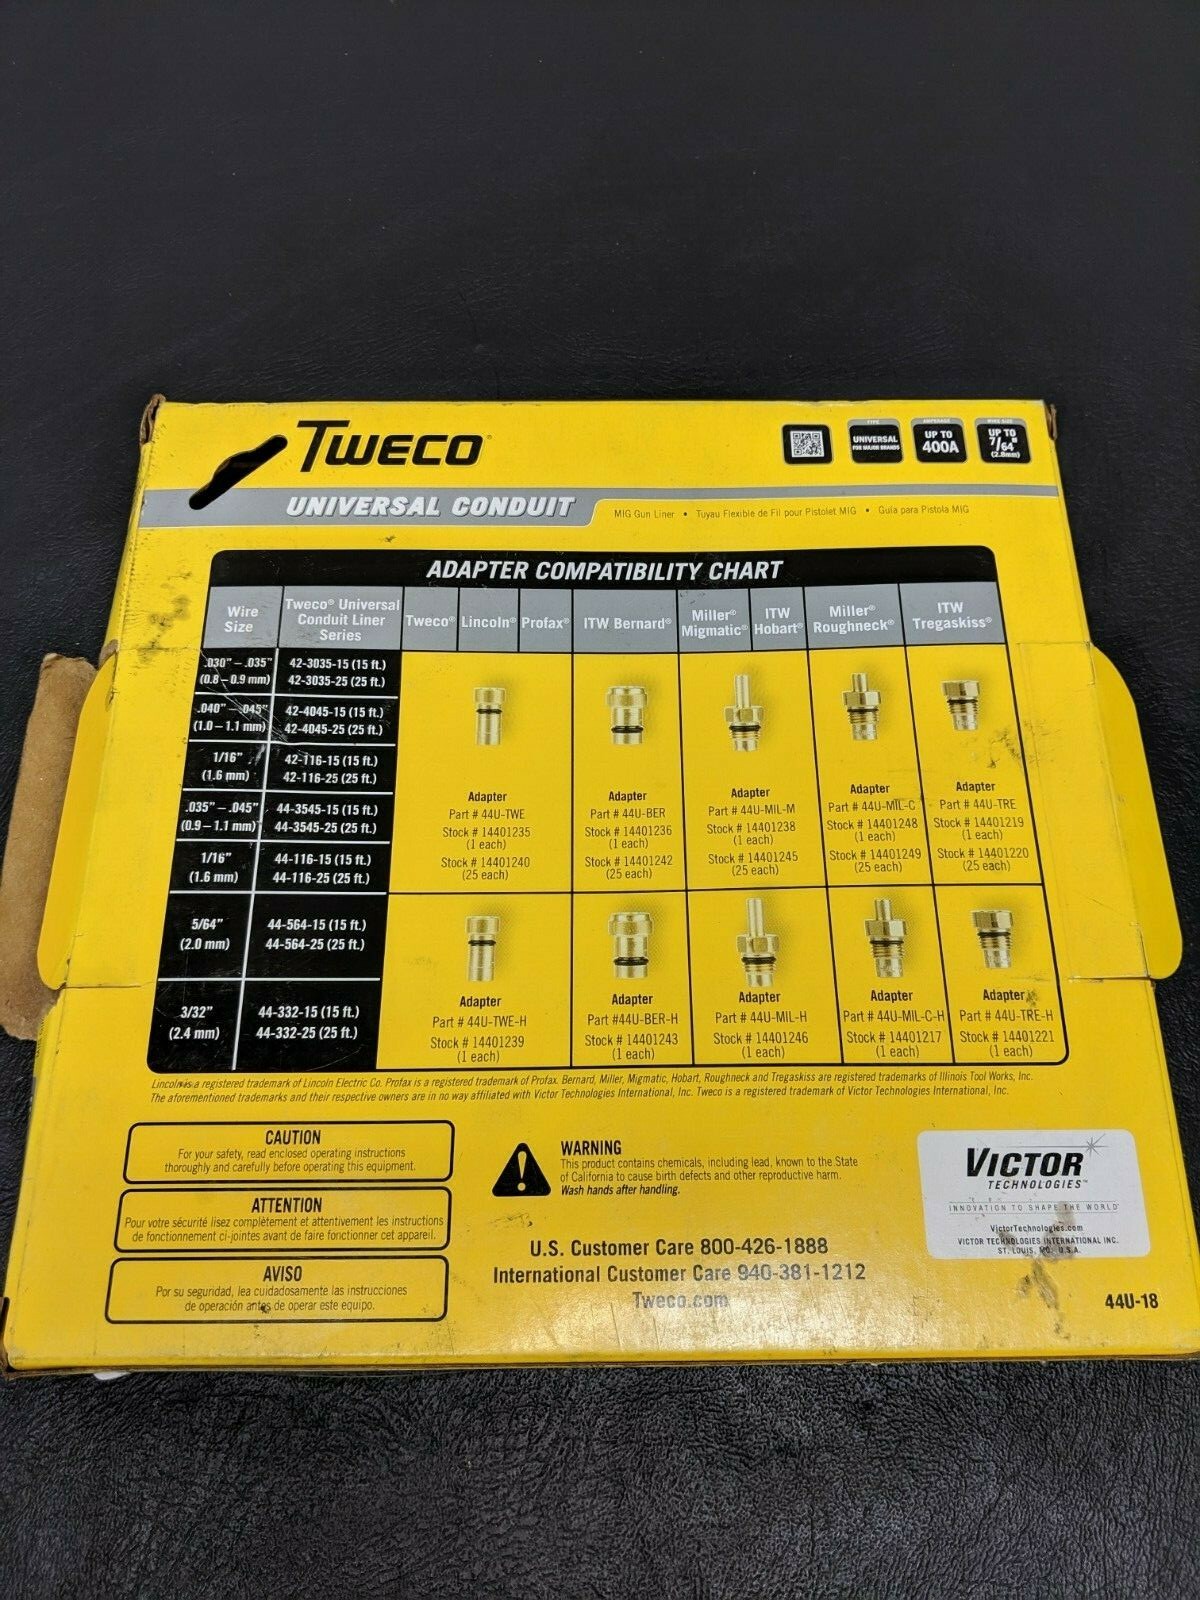 TWECO®
TYPE
UNIVERSAL
FOR MAJOR BRANDS
AMPERAGE
UP TO
400A
WIRE SIZE
UP TO
7/64"
(2.8mm)
UNIVERSAL CONDUIT
MIG Gun Liner • Tuyau Flexible de Fil pour Pistolet MIG • Guía para Pistola MIG
ADAPTER COMPATIBILITY CHART
Wire
Size
Tweco® Universal
Conduit Liner
Series
Tweco®
Lincoln®
Profax®
ITW Bernard®
Miller®
Migmatic®
ITW
Hobart®
Miller®
Roughneck®
ITW
Tregaskiss®
.030" – .035"
(0.8 – 0.9 mm)
42-3035-15 (15 ft.)
42-3035-25 (25 ft.)
.040" – .045"
(1.0 – 1.1 mm)
42-4045-15 (15 ft.)
42-4045-25 (25 ft.)
1/16"
(1.6 mm)
42-116-15 (15 ft.)
42-116-25 (25 ft.)
.035" – .045"
(0.9 – 1.1 mm)
44-3545-15 (15 ft.)
44-3545-25 (25 ft.)
1/16"
(1.6 mm)
44-116-15 (15 ft.)
44-116-25 (25 ft.)
Adapter
Part # 44U-TWE
Stock # 14401235
(1 each)
Stock # 14401240
(25 each)
Adapter
Part # 44U-BER
Stock # 14401236
(1 each)
Stock # 14401242
(25 each)
Adapter
Part # 44U-MIL-M
Stock # 14401238
(1 each)
Stock # 14401245
(25 each)
Adapter
Part # 44U-MIL-C
Stock # 14401248
(1 each)
Stock # 14401249
(25 each)
Adapter
Part # 44U-TRE
Stock # 14401219
(1 each)
Stock # 14401220
(25 each)
5/64"
(2.0 mm)
44-564-15 (15 ft.)
44-564-25 (25 ft.)
3/32"
(2.4 mm)
44-332-15 (15 ft.)
44-332-25 (25 ft.)
Adapter
Part # 44U-TWE-H
Stock # 14401239
(1 each)
Adapter
Part #44U-BER-H
Stock # 14401243
(1 each)
Adapter
Part # 44U-MIL-H
Stock # 14401246
(1 each)
Adapter
Part # 44U-MIL-C-H
Stock # 14401217
(1 each)
Adapter
Part # 44U-TRE-H
Stock # 14401221
(1 each)
Lincoln is a registered trademark of Lincoln Electric Co. Profax is a registered trademark of Profax. Bernard, Miller, Migmatic, Hobart, Roughneck and Tregaskiss are registered trademarks of Illinois Tool Works, Inc.
The aforementioned trademarks and their respective owners are in no way affiliated with Victor Technologies International, Inc. Tweco is a registered trademark of Victor Technologies International, Inc.
CAUTION
For your safety, read enclosed operating instructions
thoroughly and carefully before operating this equipment.
ATTENTION
Pour votre sécurité lisez complètement et attentivement les instructions
de fonctionnement ci-jointes avant de faire fonctionner cet appareil.
AVISO
Por su seguridad, lea cuidadosamente las instrucciones
de operación antes de operar este equipo.
WARNING
This product contains chemicals, including lead, known to the State
of California to cause birth defects and other reproductive harm.
Wash hands after handling.
U.S. Customer Care 800-426-1888
International Customer Care 940-381-1212
Tweco.com
VICTOR
TECHNOLOGIES™
INNOVATION TO SHAPE THE WORLD
VictorTechnologies.com
VICTOR TECHNOLOGIES INTERNATIONAL INC.
ST. LOUIS, MO. U.S.A.
44U-18